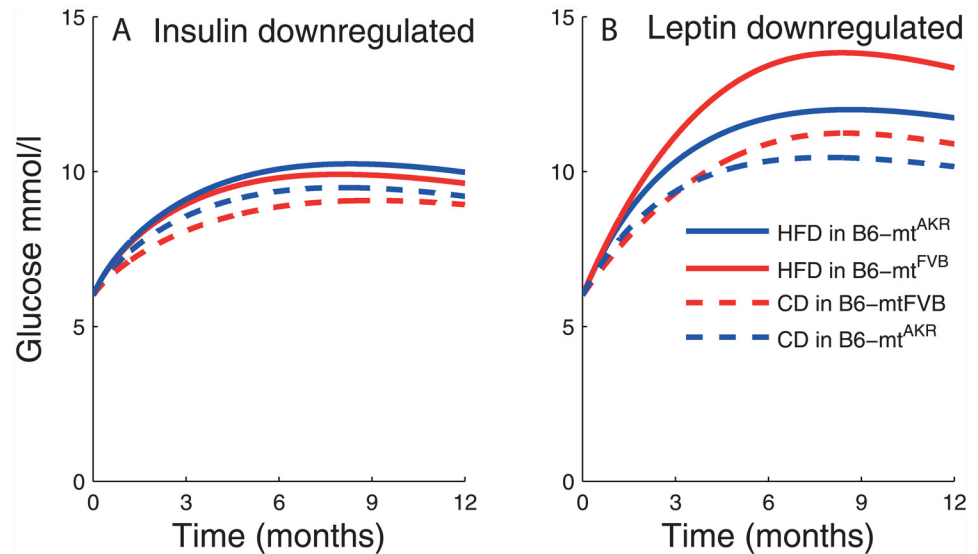 A Insulin downregulated
B Leptin downregulated
Glucose mmol/l
15
10
5
0
0 3 6 9 12
Time (months)
15
10
5
0
0 3 6 9 12
Time (months)
HFD in B6−mtAKR
HFD in B6−mtFVB
CD in B6−mtFVB
CD in B6−mtAKR